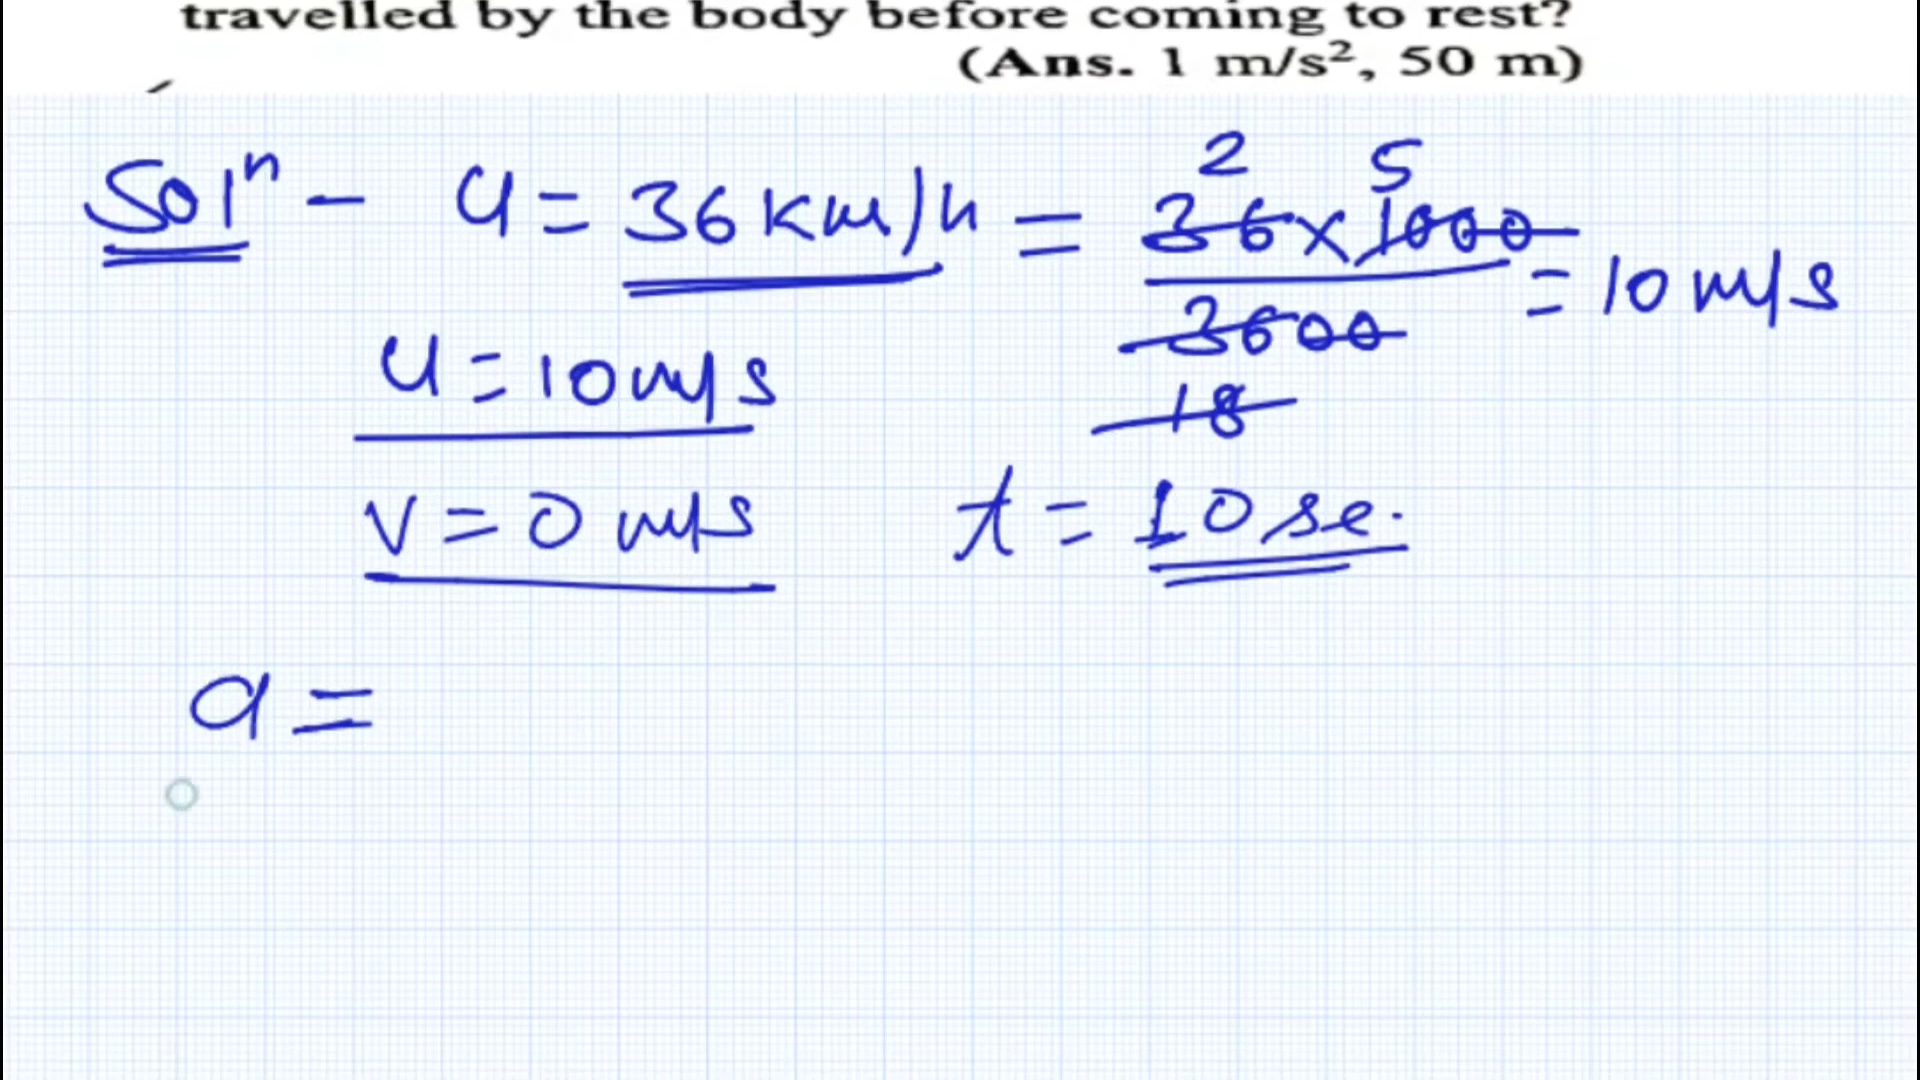 travelled by the body before coming to rest?
(Ans. 1 m/s², 50 m)
Solⁿ - u = 36 km/h = 36 x 1000 / 3600 = 10 m/s
2 5
18
u = 10 m/s
v = 0 m/s t = 10 se.
a =